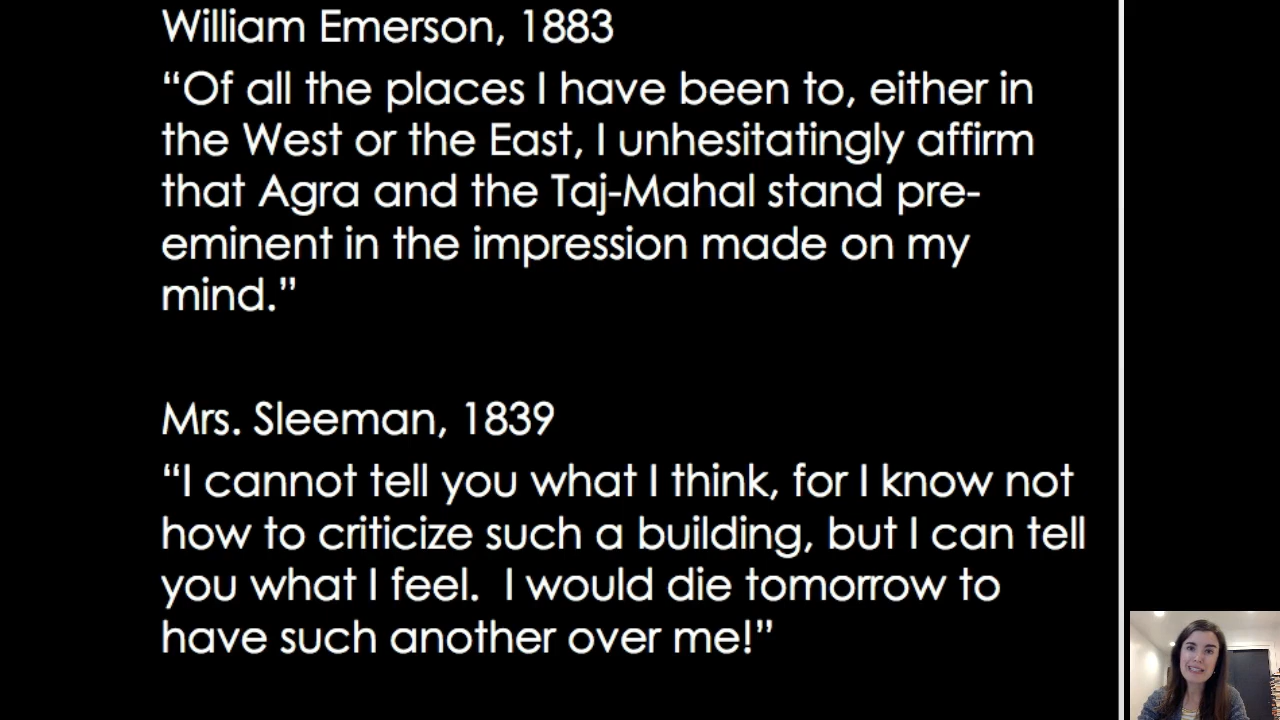 William Emerson, 1883
“Of all the places I have been to, either in
the West or the East, I unhesitatingly affirm
that Agra and the Taj-Mahal stand pre-
eminent in the impression made on my
mind.”
Mrs. Sleeman, 1839
“I cannot tell you what I think, for I know not
how to criticize such a building, but I can tell
you what I feel.  I would die tomorrow to
have such another over me!”